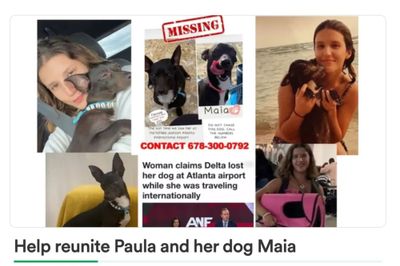 MISSING
Maia
CONTACT 678-300-0792
Woman claims Delta lost
her dog at Atlanta airport
while she was traveling
internationally
ANF
Help reunite Paula and her dog Maia